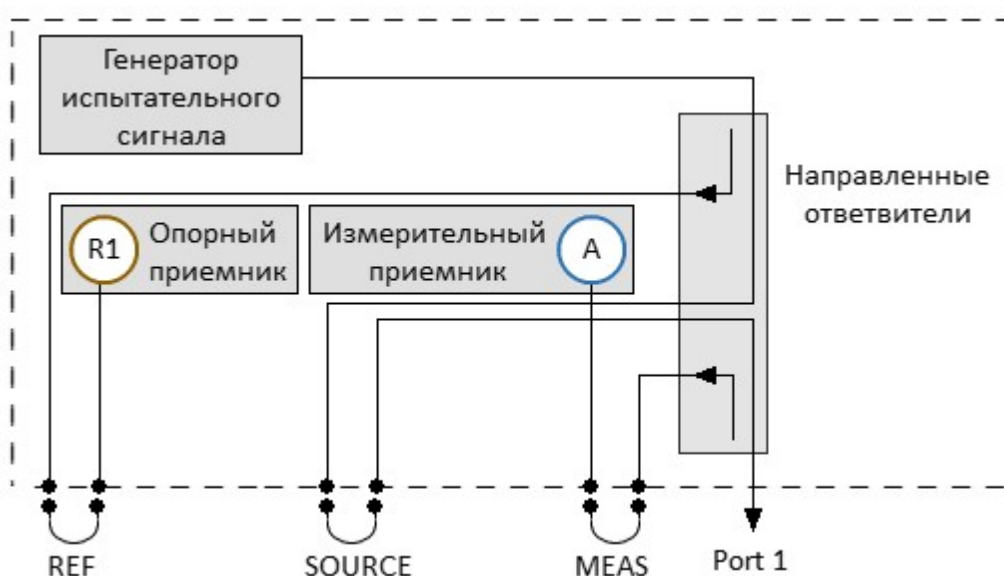 Генератор
испытательного
сигнала
Направленные
ответвители
R1
Опорный
приемник
Измерительный
приемник
A
REF
SOURCE
MEAS
Port 1